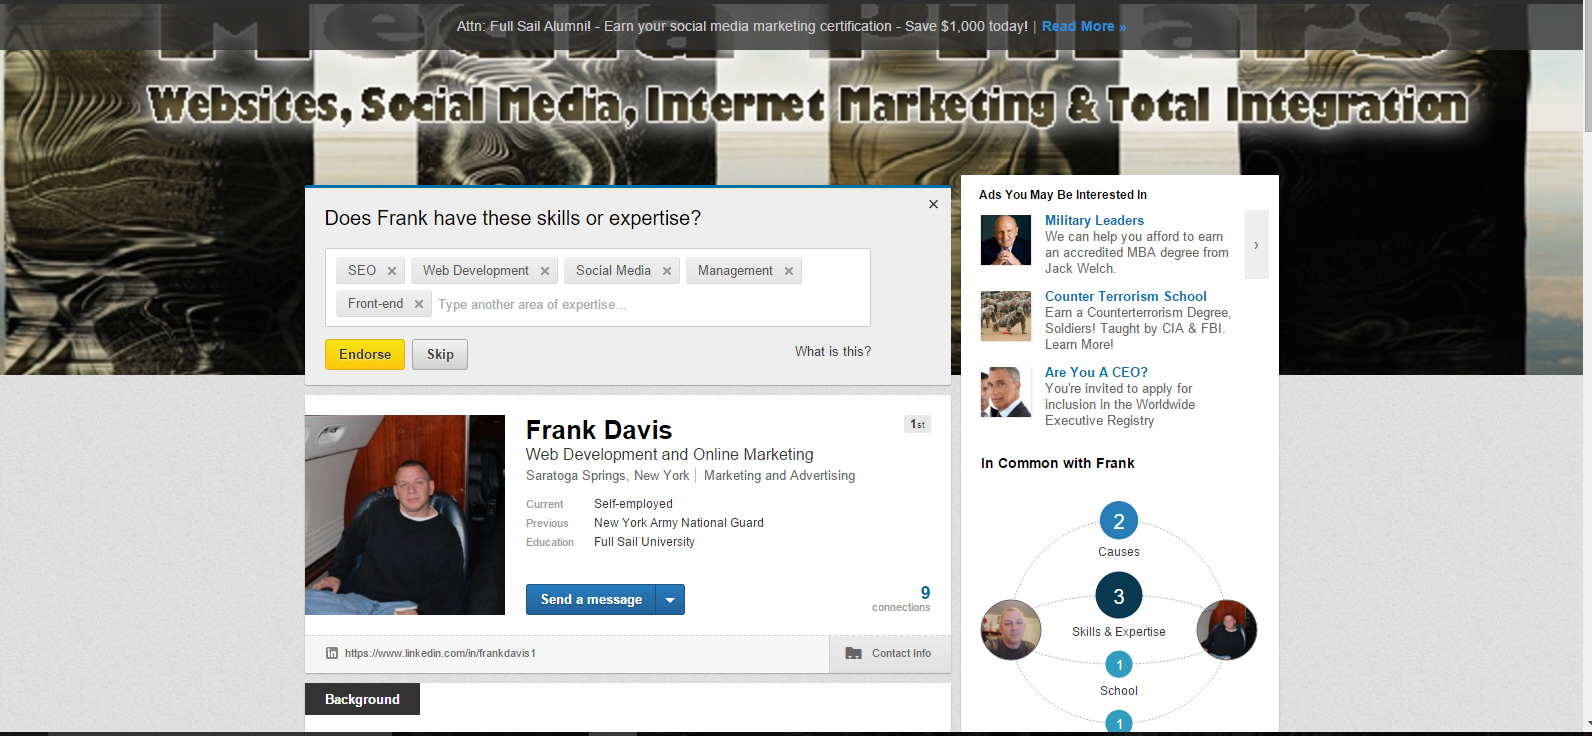 Attn: Full Sail Alumni! - Earn your social media marketing certification - Save $1,000 today! | Read More »
Media Pillars
Websites, Social Media, Internet Marketing & Total Integration
Does Frank have these skills or expertise?
SEO × Web Development × Social Media × Management ×
Front-end × Type another area of expertise...
Endorse Skip
What is this?
Frank Davis
1st
Web Development and Online Marketing
Saratoga Springs, New York | Marketing and Advertising
Current Self-employed
Previous New York Army National Guard
Education Full Sail University
Send a message
9
connections
https://www.linkedin.com/in/frankdavis1
Contact Info
Background
Ads You May Be Interested In
Military Leaders
We can help you afford to earn
an accredited MBA degree from
Jack Welch.
Counter Terrorism School
Earn a Counterterrorism Degree,
Soldiers! Taught by CIA & FBI.
Learn More!
Are You A CEO?
You're invited to apply for
inclusion in the Worldwide
Executive Registry
In Common with Frank
2
Causes
3
Skills & Expertise
1
School
1